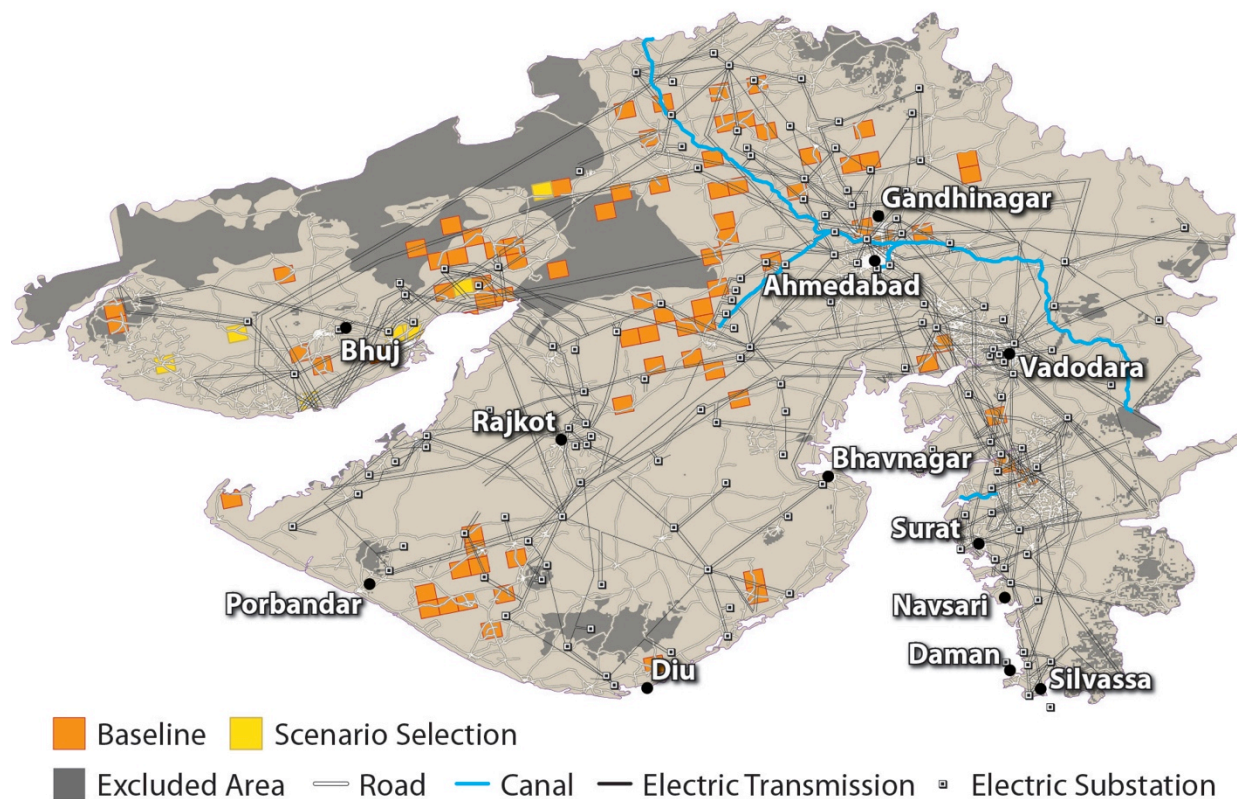 Gandhinagar
Ahmedabad
Bhuj
Vadodara
Rajkot
Bhavnagar
Surat
Porbandar
Navsari
Daman
Diu
Silvassa
Baseline Scenario Selection
Excluded Area Road Canal Electric Transmission Electric Substation